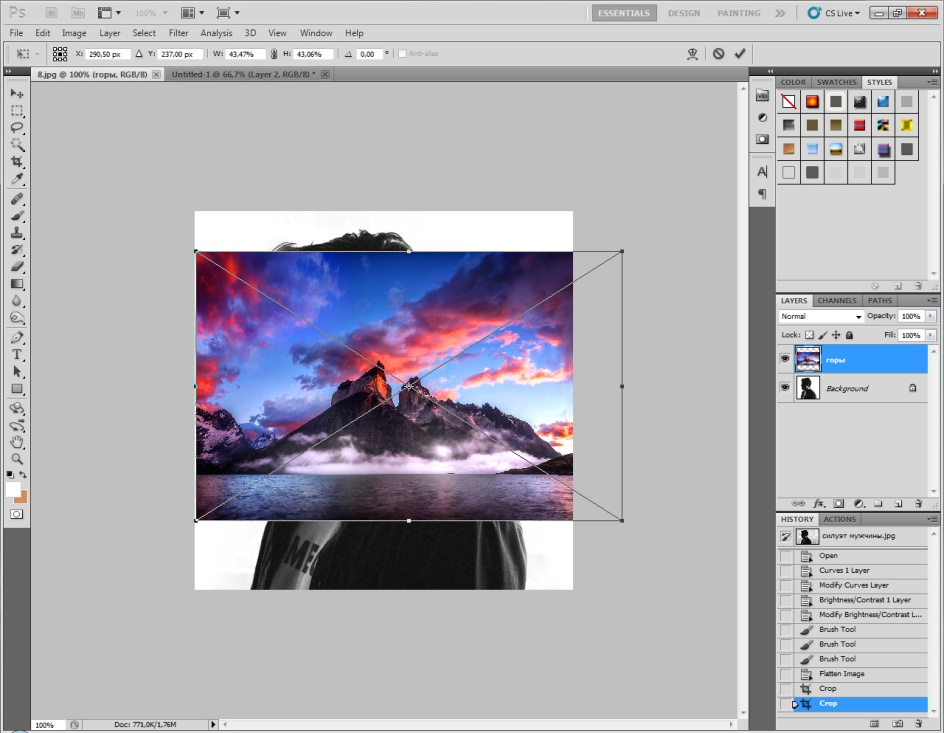 Ps Br Mb 100% ESSENTIALS DESIGN PAINTING CS Live
File Edit Image Layer Select Filter Analysis 3D View Window Help
X: 290,50 px Y: 237,00 px W: 43,47% H: 43,06% 0,00 ° Anti-alias
8.jpg @ 100% (горы, RGB/8) Untitled-1 @ 66,7% (Layer 2, RGB/8) *
COLOR SWATCHES STYLES
Mb
A
LAYERS CHANNELS PATHS
Normal Opacity: 100%
Lock: Fill: 100%
горы
Background
fx
HISTORY ACTIONS
силуэт мужчины.jpg
Open
Curves 1 Layer
Modify Curves Layer
Brightness/Contrast 1 Layer
Modify Brightness/Contrast L...
Brush Tool
Brush Tool
Brush Tool
Flatten Image
Crop
Crop
100% Doc: 771,0K/1,76M